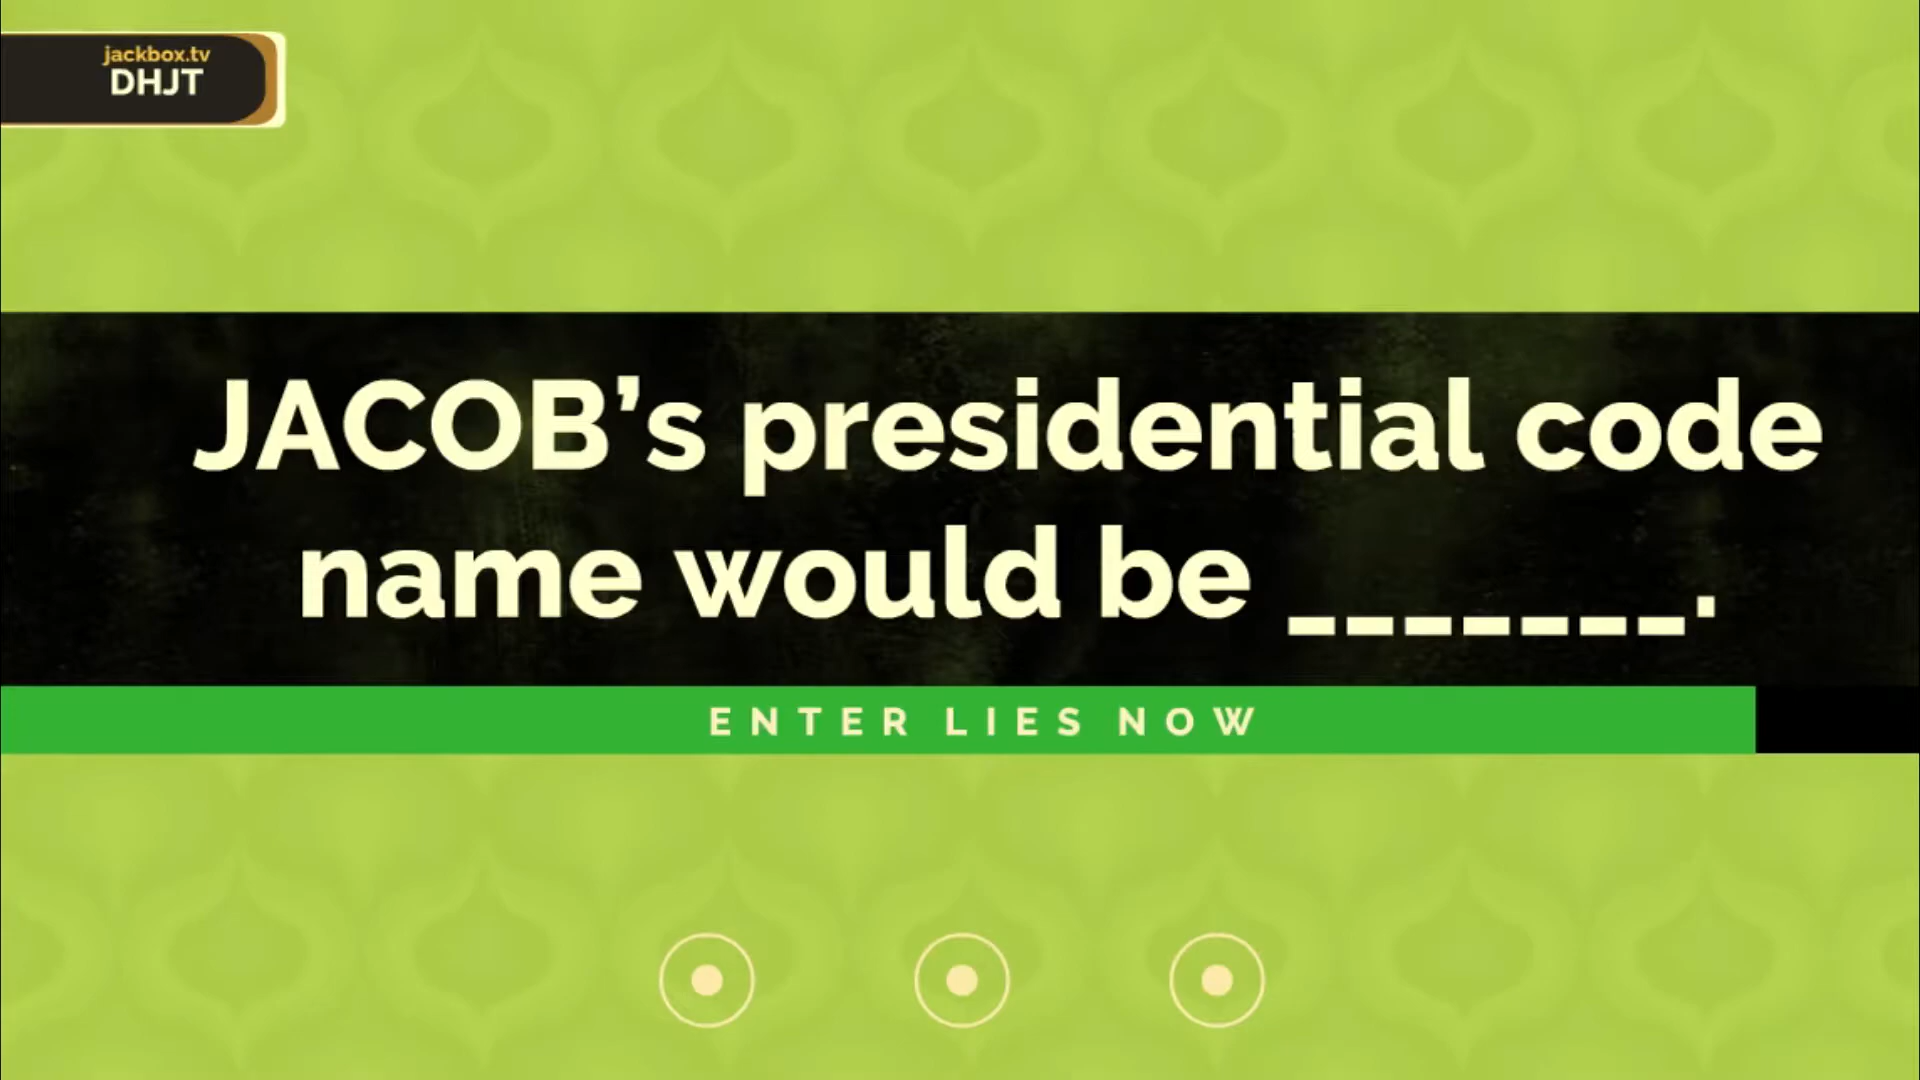 jackbox.tv
DHJT
JACOB’s presidential code
name would be _______.
ENTER LIES NOW